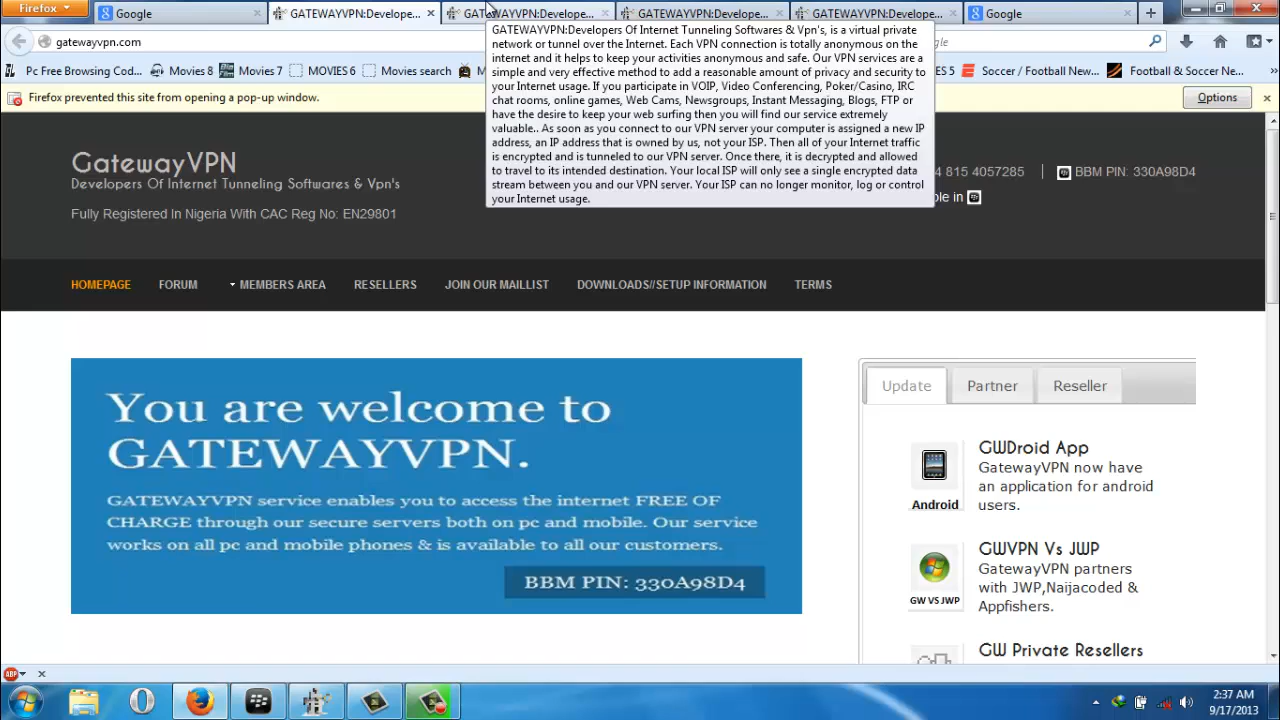 Firefox
Google
GATEWAYVPN:Develope...
GATEWAYVPN:Develope...
GATEWAYVPN:Develope...
GATEWAYVPN:Develope...
Google
gatewayvpn.com
gle
Pc Free Browsing Cod...
Movies 8
Movies 7
MOVIES 6
Movie death search
M
ES 5
Soccer / Football New...
Football & Soccer Ne...
Firefox prevented this site from opening a pop-up window.
Options
GATEWAYVPN:Developers Of Internet Tunneling Softwares & Vpn's, is a virtual private
network or tunnel over the Internet. Each VPN connection is totally anonymous on the
internet and it helps to keep your activities anonymous and safe. Our VPN services are a
simple and very effective method to add a reasonable amount of privacy and security to
your Internet usage. If you participate in VOIP, Video Conferencing, Poker/Casino, IRC
chat rooms, online games, Web Cams, Newsgroups, Instant Messaging, Blogs, FTP or
have the desire to keep your web surfing then you will find our service extremely
valuable.. As soon as you connect to our VPN server your computer is assigned a new IP
address, an IP address that is owned by us, not your ISP. Then all of your Internet traffic
is encrypted and is tunneled to our VPN server. Once there, it is decrypted and allowed
to travel to its intended destination. Your local ISP will only see a single encrypted data
stream between you and our VPN server. Your ISP can no longer monitor, log or control
your Internet usage.
GatewayVPN
Developers Of Internet Tunneling Softwares & Vpn's
Fully Registered In Nigeria With CAC Reg No: EN29801
4 815 4057285
BBM PIN: 330A98D4
ble in
HOMEPAGE
FORUM
MEMBERS AREA
RESELLERS
JOIN OUR MAILLIST
DOWNLOADS//SETUP INFORMATION
TERMS
You are welcome to
GATEWAYVPN.
GATEWAYVPN service enables you to access the internet FREE OF
CHARGE through our secure servers both on pc and mobile. Our service
works on all pc and mobile phones & is available to all our customers.
BBM PIN: 330A98D4
Update
Partner
Reseller
Android
GWDroid App
GatewayVPN now have
an application for android
users.
GW VS JWP
GWVPN Vs JWP
GatewayVPN partners
with JWP,Naijacoded &
Appfishers.
GW Private Resellers
ABP
2:37 AM
9/17/2013